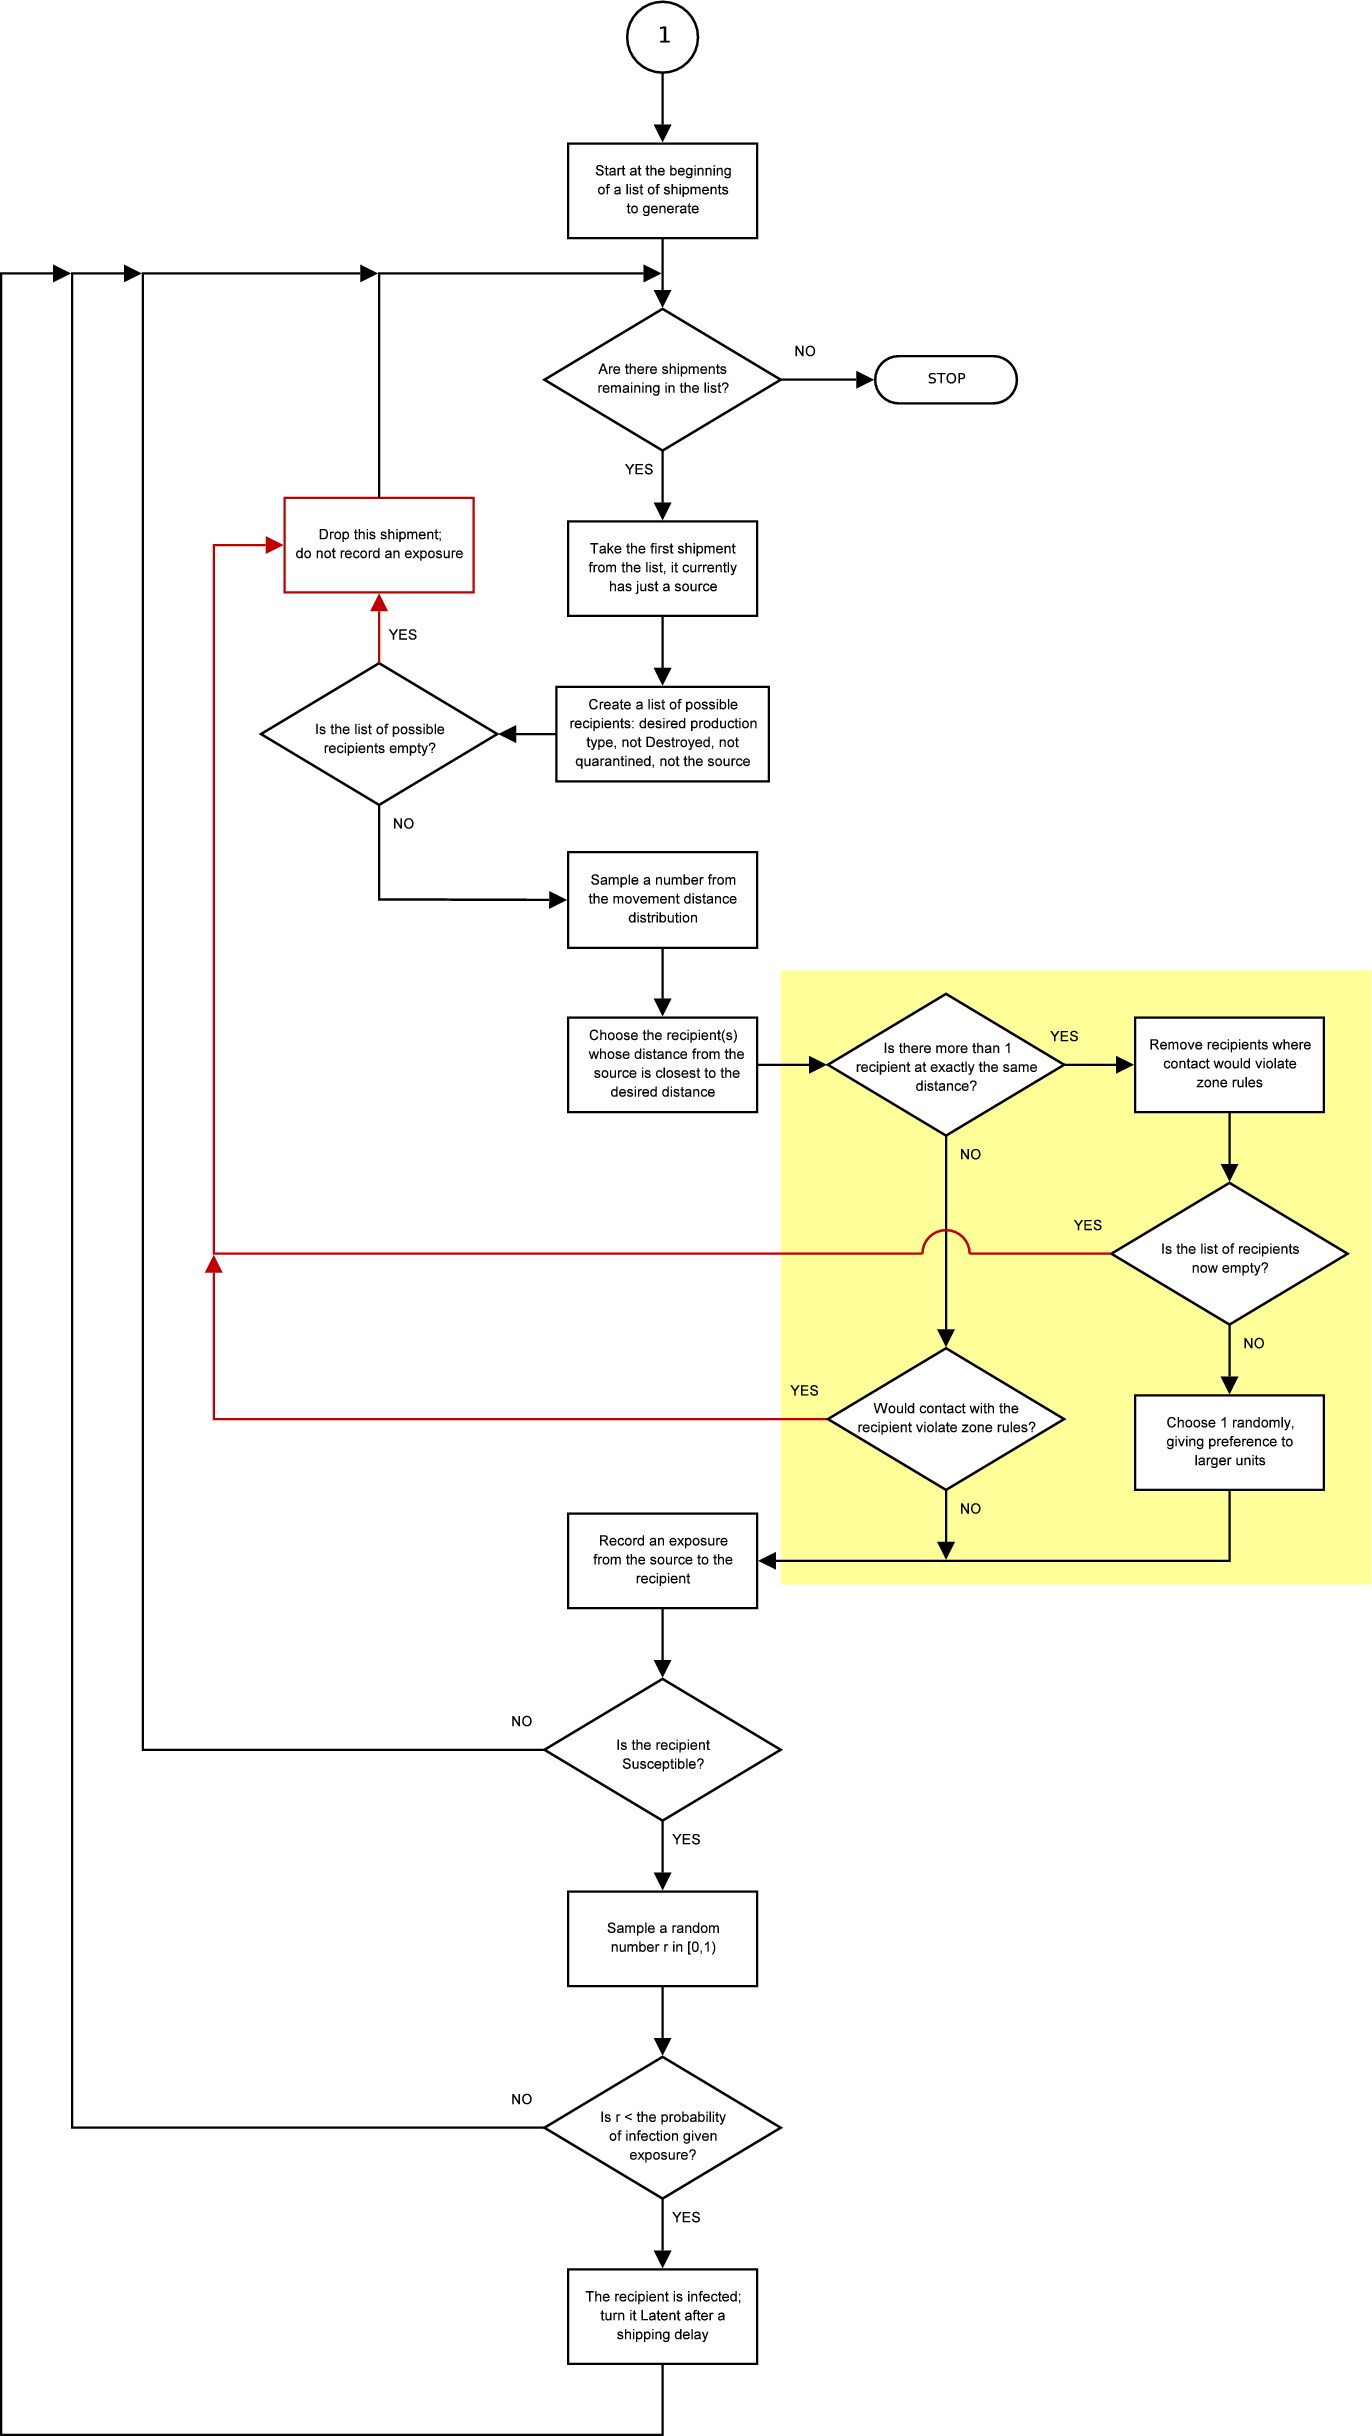 1
Start at the beginning
of a list of shipments
to generate
Are there shipments
remaining in the list?
NO
STOP
YES
Take the first shipment
from the list, it currently
has just a source
Drop this shipment;
do not record an exposure
YES
Create a list of possible
recipients: desired production
type, not Destroyed, not
quarantined, not the source
Is the list of possible
recipients empty?
NO
Sample a number from
the movement distance
distribution
Choose the recipient(s)
whose distance from the
source is closest to the
desired distance
Is there more than 1
recipient at exactly the same
distance?
YES
Remove recipients where
contact would violate
zone rules
NO
YES
Is the list of recipients
now empty?
NO
YES
Would contact with the
recipient violate zone rules?
Choose 1 randomly,
giving preference to
larger units
NO
Record an exposure
from the source to the
recipient
NO
Is the recipient
Susceptible?
YES
Sample a random
number r in [0,1)
NO
Is r < the probability
of infection given
exposure?
YES
The recipient is infected;
turn it Latent after a
shipping delay